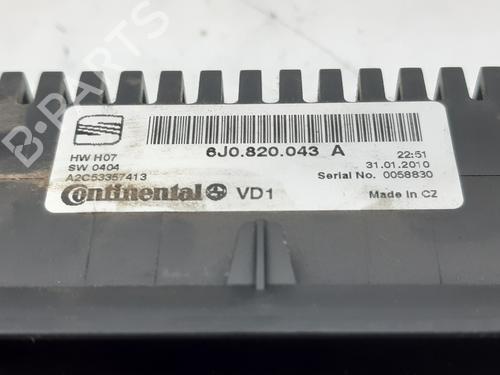 B-PARTS
6J0.820.043 A
HW H07
SW 0404
A2C53357413
22:51
31.01.2010
Serial No. 0058830
Continental VD1
Made in CZ